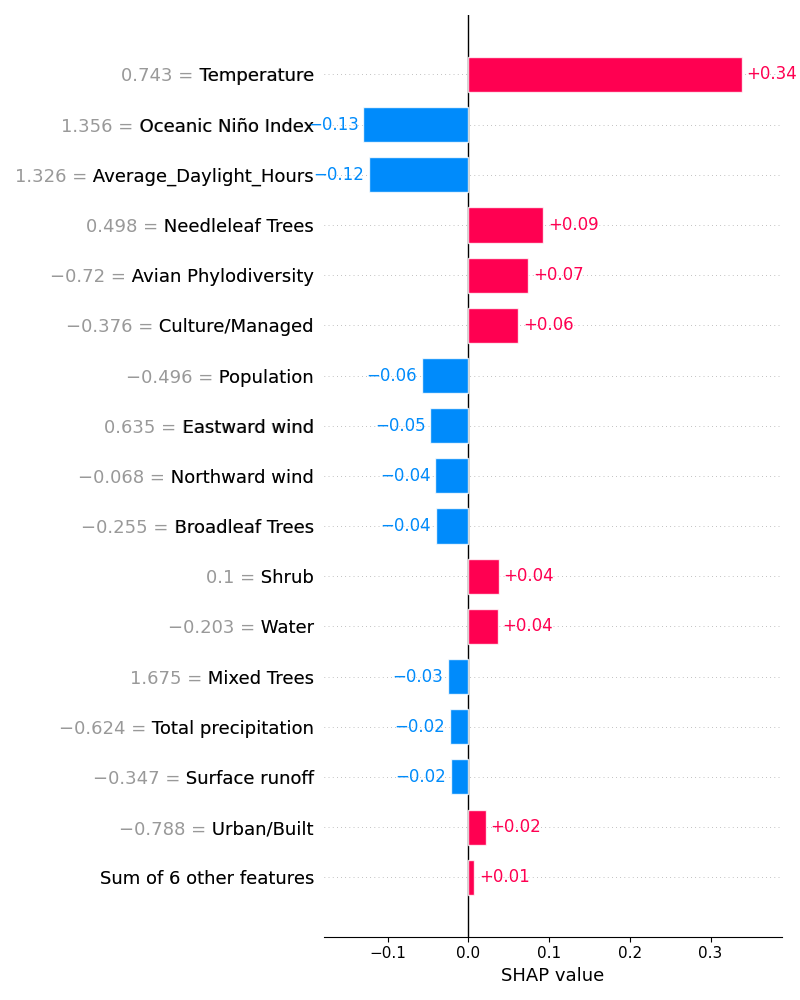 0.743 = Temperature +0.34
1.356 = Oceanic Niño Index −0.13
1.326 = Average_Daylight_Hours −0.12
0.498 = Needleleaf Trees +0.09
−0.72 = Avian Phylodiversity +0.07
−0.376 = Culture/Managed +0.06
−0.496 = Population −0.06
0.635 = Eastward wind −0.05
−0.068 = Northward wind −0.04
−0.255 = Broadleaf Trees −0.04
0.1 = Shrub +0.04
−0.203 = Water +0.04
1.675 = Mixed Trees −0.03
−0.624 = Total precipitation −0.02
−0.347 = Surface runoff −0.02
−0.788 = Urban/Built +0.02
Sum of 6 other features +0.01
−0.1 0.0 0.1 0.2 0.3
SHAP value